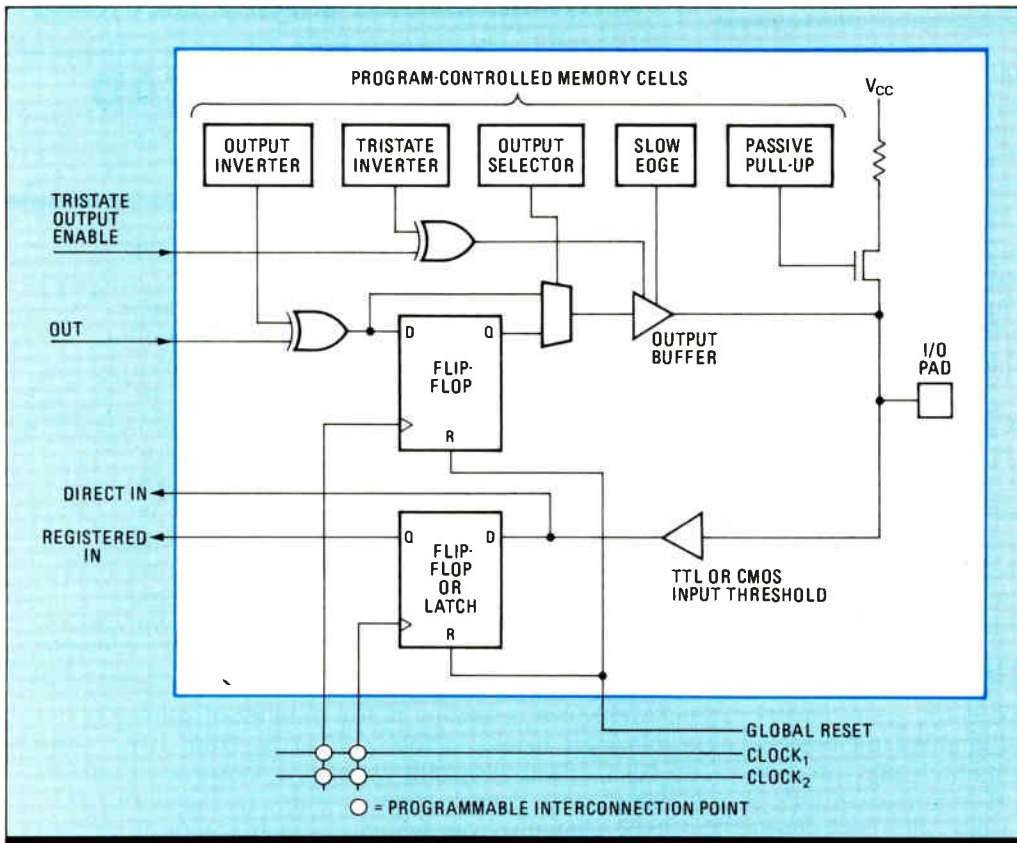 PROGRAM-CONTROLLED MEMORY CELLS
VCC
OUTPUT
INVERTER
TRISTATE
INVERTER
OUTPUT
SELECTOR
SLOW
EDGE
PASSIVE
PULL-UP
TRISTATE
OUTPUT
ENABLE
OUT
D
Q
FLIP-
FLOP
R
OUTPUT
BUFFER
I/O
PAD
DIRECT IN
REGISTERED
IN
Q
D
FLIP-
FLOP
OR
LATCH
R
TTL OR CMOS
INPUT THRESHOLD
GLOBAL RESET
CLOCK1
CLOCK2
= PROGRAMMABLE INTERCONNECTION POINT